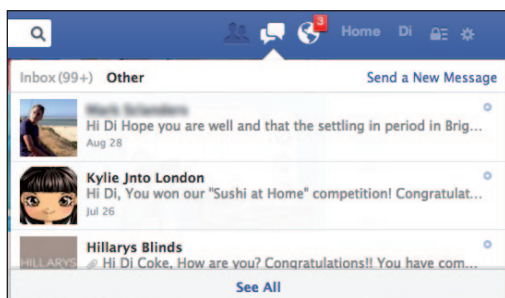 3
Home Di
Inbox (99+) Other Send a New Message
Hi Di Hope you are well and that the settling in period in Brig...
Aug 28
Kylie Jnto London
Hi Di, You won our "Sushi at Home" competition! Congratulat...
Jul 26
Hillarys Blinds
HILLARYS Hi Di Coke, How are you? Congratulations!! You have com...
See All